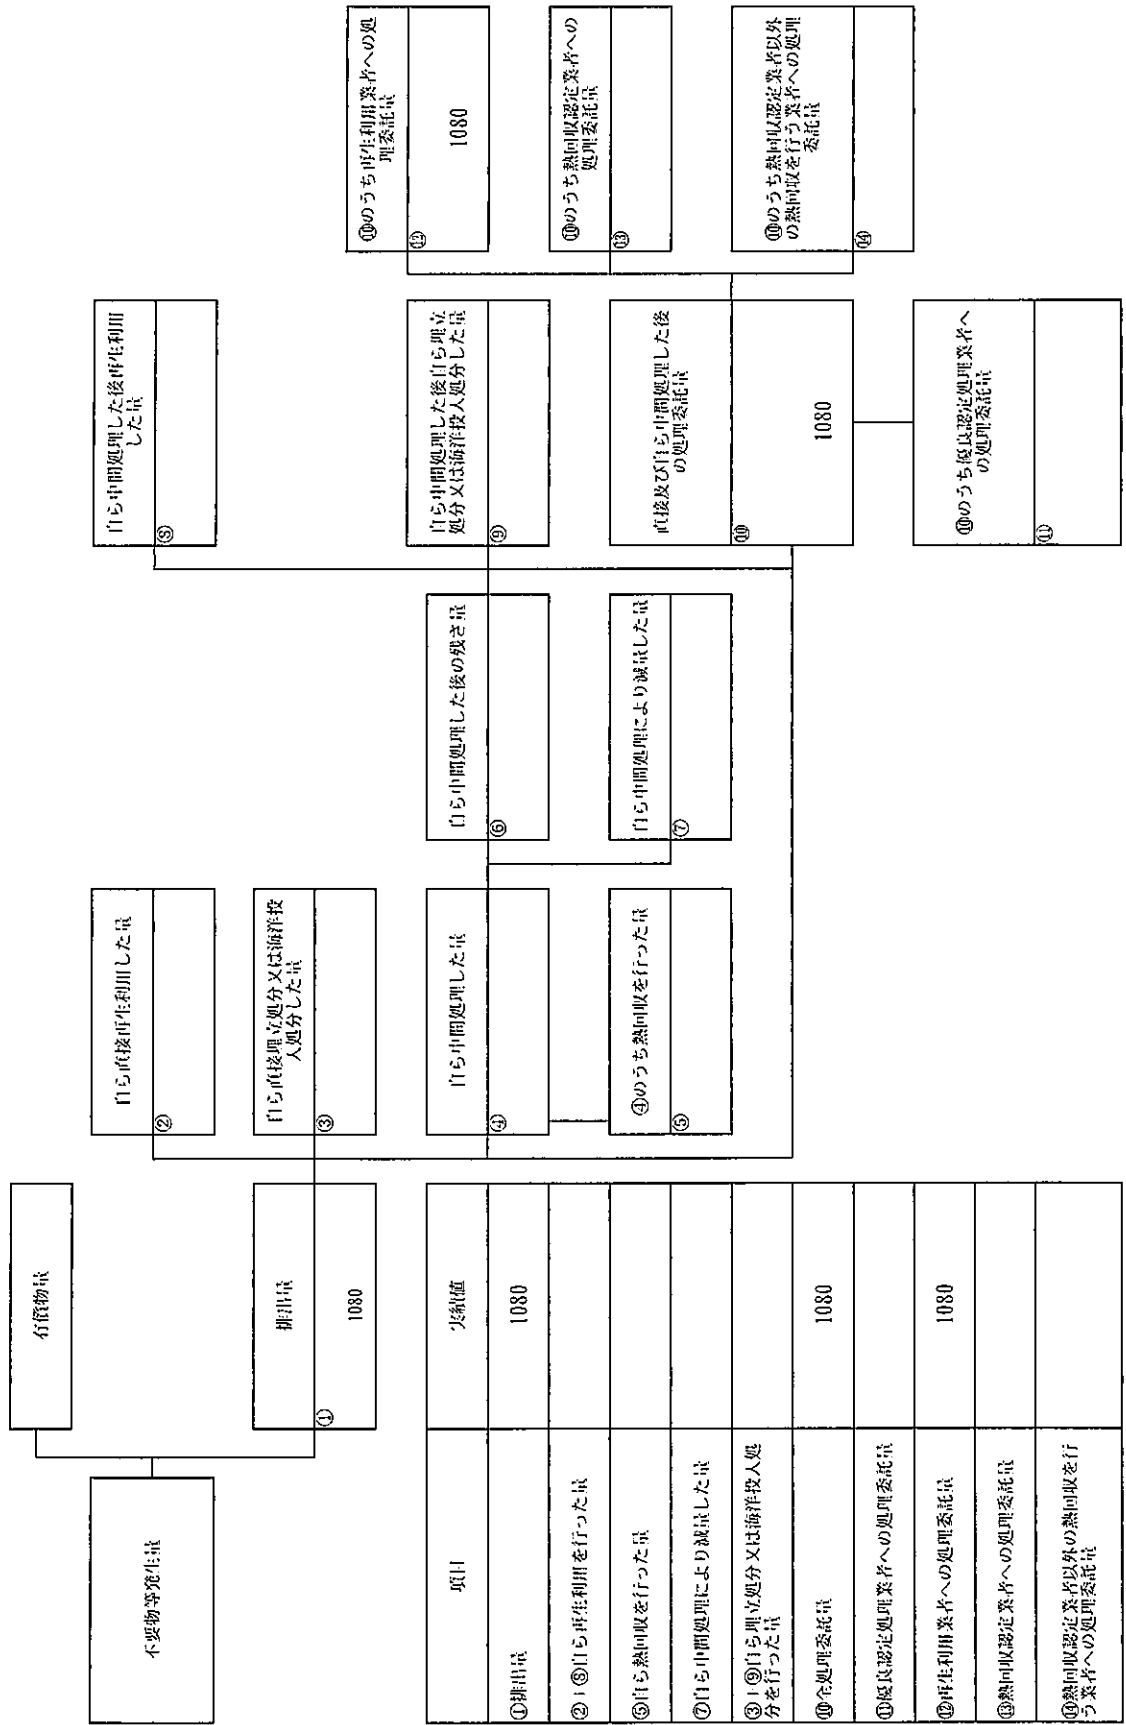 不要物等発生量
有償物量
排出量
①
1080
自ら直接再生利用した量
②
自ら直接埋立処分又は海洋投
入処分した量
③
自ら中間処理した量
④
④のうち熱回収を行った量
⑤
自ら中間処理した後の残さ量
⑥
自ら中間処理により減量した量
⑦
自ら中間処理した後再生利用
した量
⑧
自ら中間処理した後自ら埋立
処分又は海洋投入処分した量
⑨
直接及び自ら中間処理した後
の処理委託量
⑩
1080
⑩のうち優良認定処理業者へ
の処理委託量
⑪
⑩のうち再生利用業者への処
理委託量
⑫
1080
⑩のうち熱回収認定業者への
処理委託量
⑬
⑩のうち熱回収認定業者以外
の熱回収を行う業者への処理
委託量
⑭
項目 実績値
①排出量 1080
②+⑧自ら再生利用を行った量
⑤自ら熱回収を行った量
⑦自ら中間処理により減量した量
③+⑨自ら埋立処分又は海洋投入処
分を行った量
⑩全処理委託量 1080
⑪優良認定処理業者への処理委託量
⑫再生利用業者への処理委託量 1080
⑬熱回収認定業者への処理委託量
⑭熱回収認定業者以外の熱回収を行
う業者への処理委託量